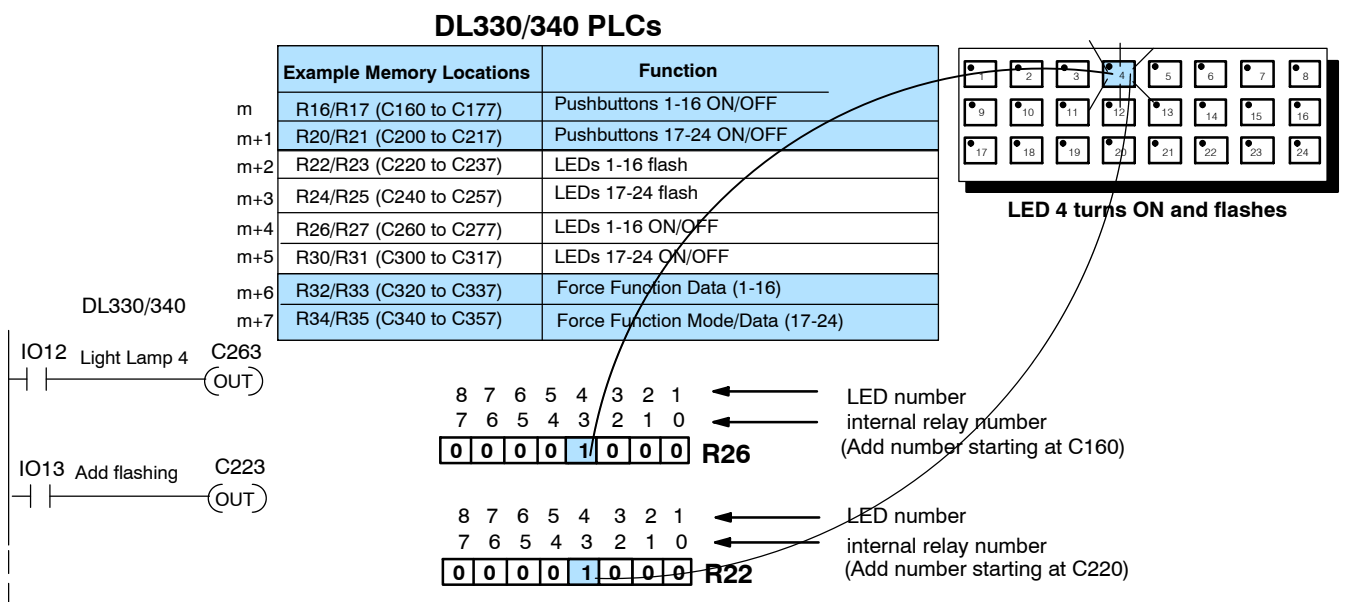 DL330/340 PLCs
Example Memory Locations Function
m R16/R17 (C160 to C177) Pushbuttons 1-16 ON/OFF
m+1 R20/R21 (C200 to C217) Pushbuttons 17-24 ON/OFF
m+2 R22/R23 (C220 to C237) LEDs 1-16 flash
m+3 R24/R25 (C240 to C257) LEDs 17-24 flash
m+4 R26/R27 (C260 to C277) LEDs 1-16 ON/OFF
m+5 R30/R31 (C300 to C317) LEDs 17-24 ON/OFF
m+6 R32/R33 (C320 to C337) Force Function Data (1-16)
m+7 R34/R35 (C340 to C357) Force Function Mode/Data (17-24)
1 2 3 4 5 6 7 8
9 10 11 12 13 14 15 16
17 18 19 20 21 22 23 24
LED 4 turns ON and flashes
DL330/340
IO12 Light Lamp 4 C263
OUT
IO13 Add flashing C223
OUT
8 7 6 5 4 3 2 1 LED number
7 6 5 4 3 2 1 0 internal relay number
(Add number starting at C160)
0 0 0 0 1 0 0 0 R26
8 7 6 5 4 3 2 1 LED number
7 6 5 4 3 2 1 0 internal relay number
(Add number starting at C220)
0 0 0 0 1 0 0 0 R22